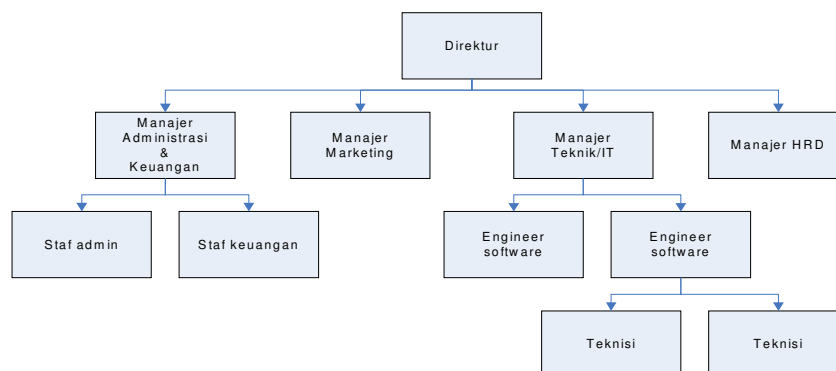 Direktur
Manajer
Administrasi
&
Keuangan
Manajer
Marketing
Manajer
Teknik/IT
Manajer HRD
Staf admin
Staf keuangan
Engineer
software
Engineer
software
Teknisi
Teknisi